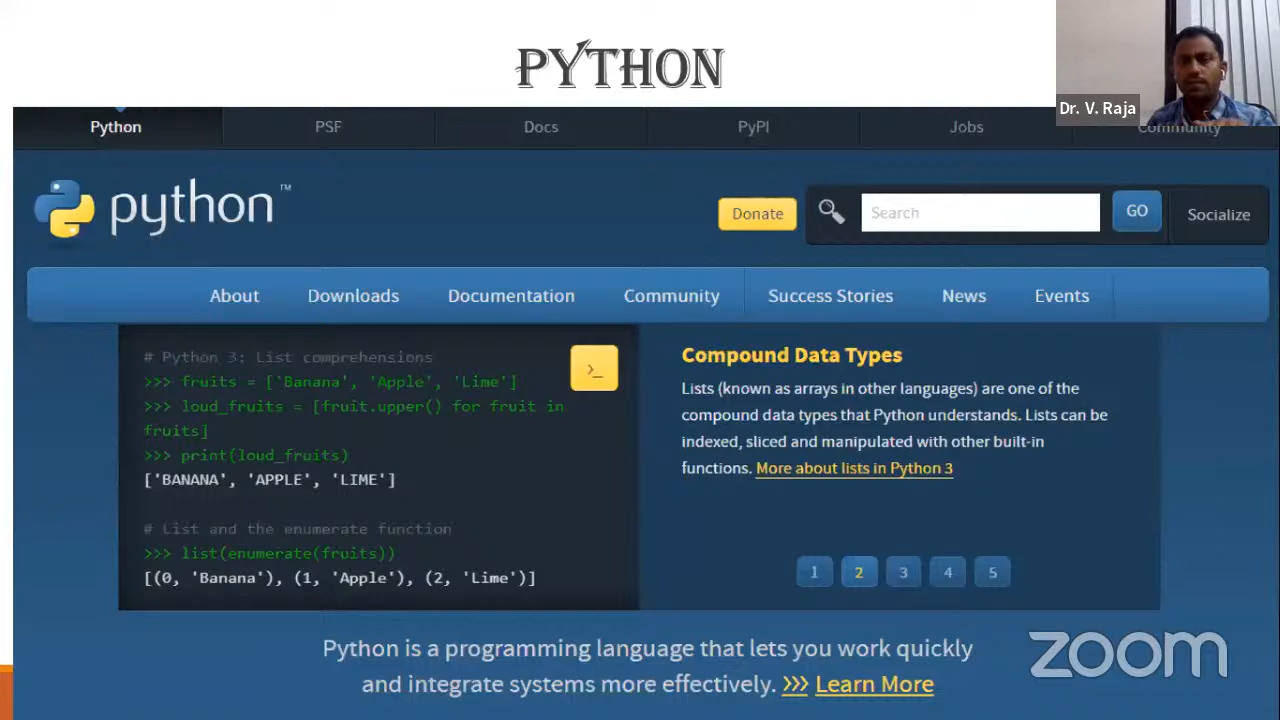 PYTHON
Dr. V. Raja
Python PSF Docs PyPI Jobs Community
python™
Donate Search GO Socialize
About Downloads Documentation Community Success Stories News Events
# Python 3: List comprehensions
>>> fruits = ['Banana', 'Apple', 'Lime']
>>> loud_fruits = [fruit.upper() for fruit in
fruits]
>>> print(loud_fruits)
['BANANA', 'APPLE', 'LIME']
# List and the enumerate function
>>> list(enumerate(fruits))
[(0, 'Banana'), (1, 'Apple'), (2, 'Lime')]
>_
Compound Data Types
Lists (known as arrays in other languages) are one of the
compound data types that Python understands. Lists can be
indexed, sliced and manipulated with other built-in
functions. More about lists in Python 3
1 2 3 4 5
Python is a programming language that lets you work quickly
and integrate systems more effectively. >>> Learn More
zoom